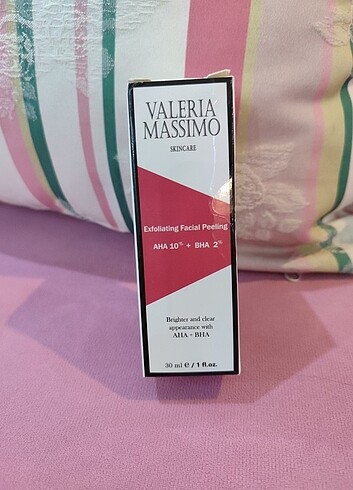 VALERIA
MASSIMO
SKINCARE
Exfoliating Facial Peeling
AHA 10% + BHA 2%
Brighter and clear
appearance with
AHA - BHA
30 ml e / 1 fl.oz.